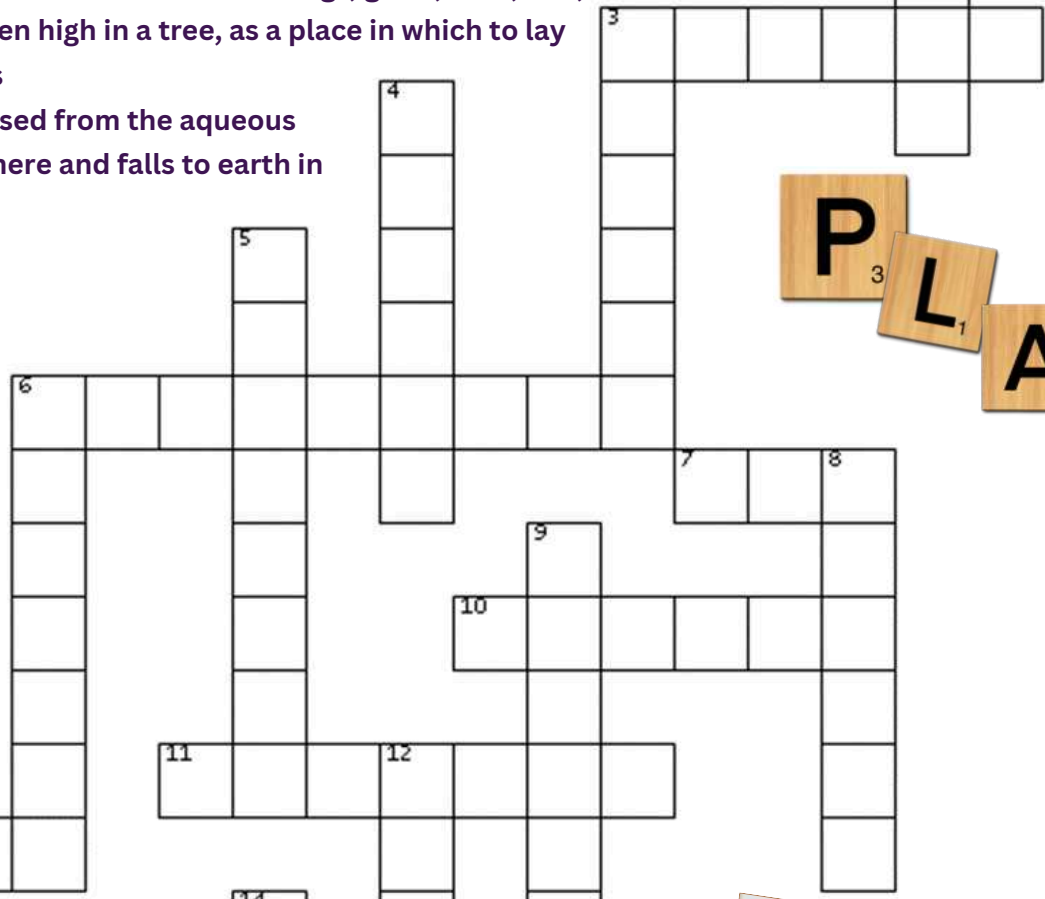 en high in a tree, as a place in which to lay
s
sed from the aqueous
here and falls to earth in
3
4
5
6
7 8
9
10
11 12
14
P 3
L 1
A